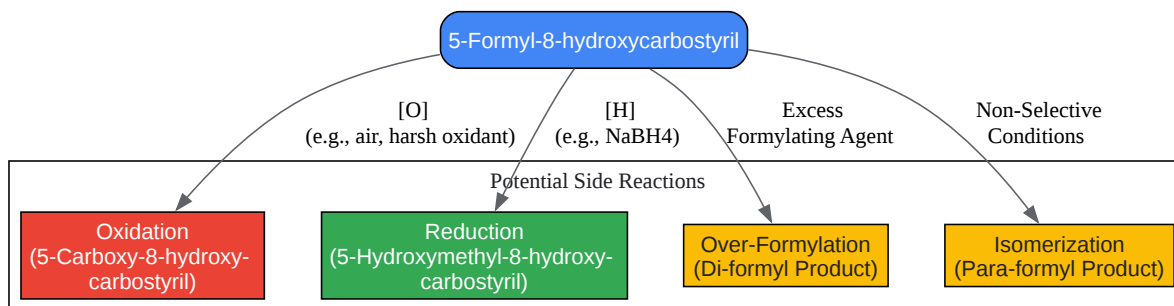 5-Formyl-8-hydroxycarbostyril
[O]
(e.g., air, harsh oxidant)
[H]
(e.g., NaBH4)
Excess
Formylating Agent
Non-Selective
Conditions
Potential Side Reactions
Oxidation
(5-Carboxy-8-hydroxy-
carbostyril)
Reduction
(5-Hydroxymethyl-8-hydroxy-
carbostyril)
Over-Formylation
(Di-formyl Product)
Isomerization
(Para-formyl Product)